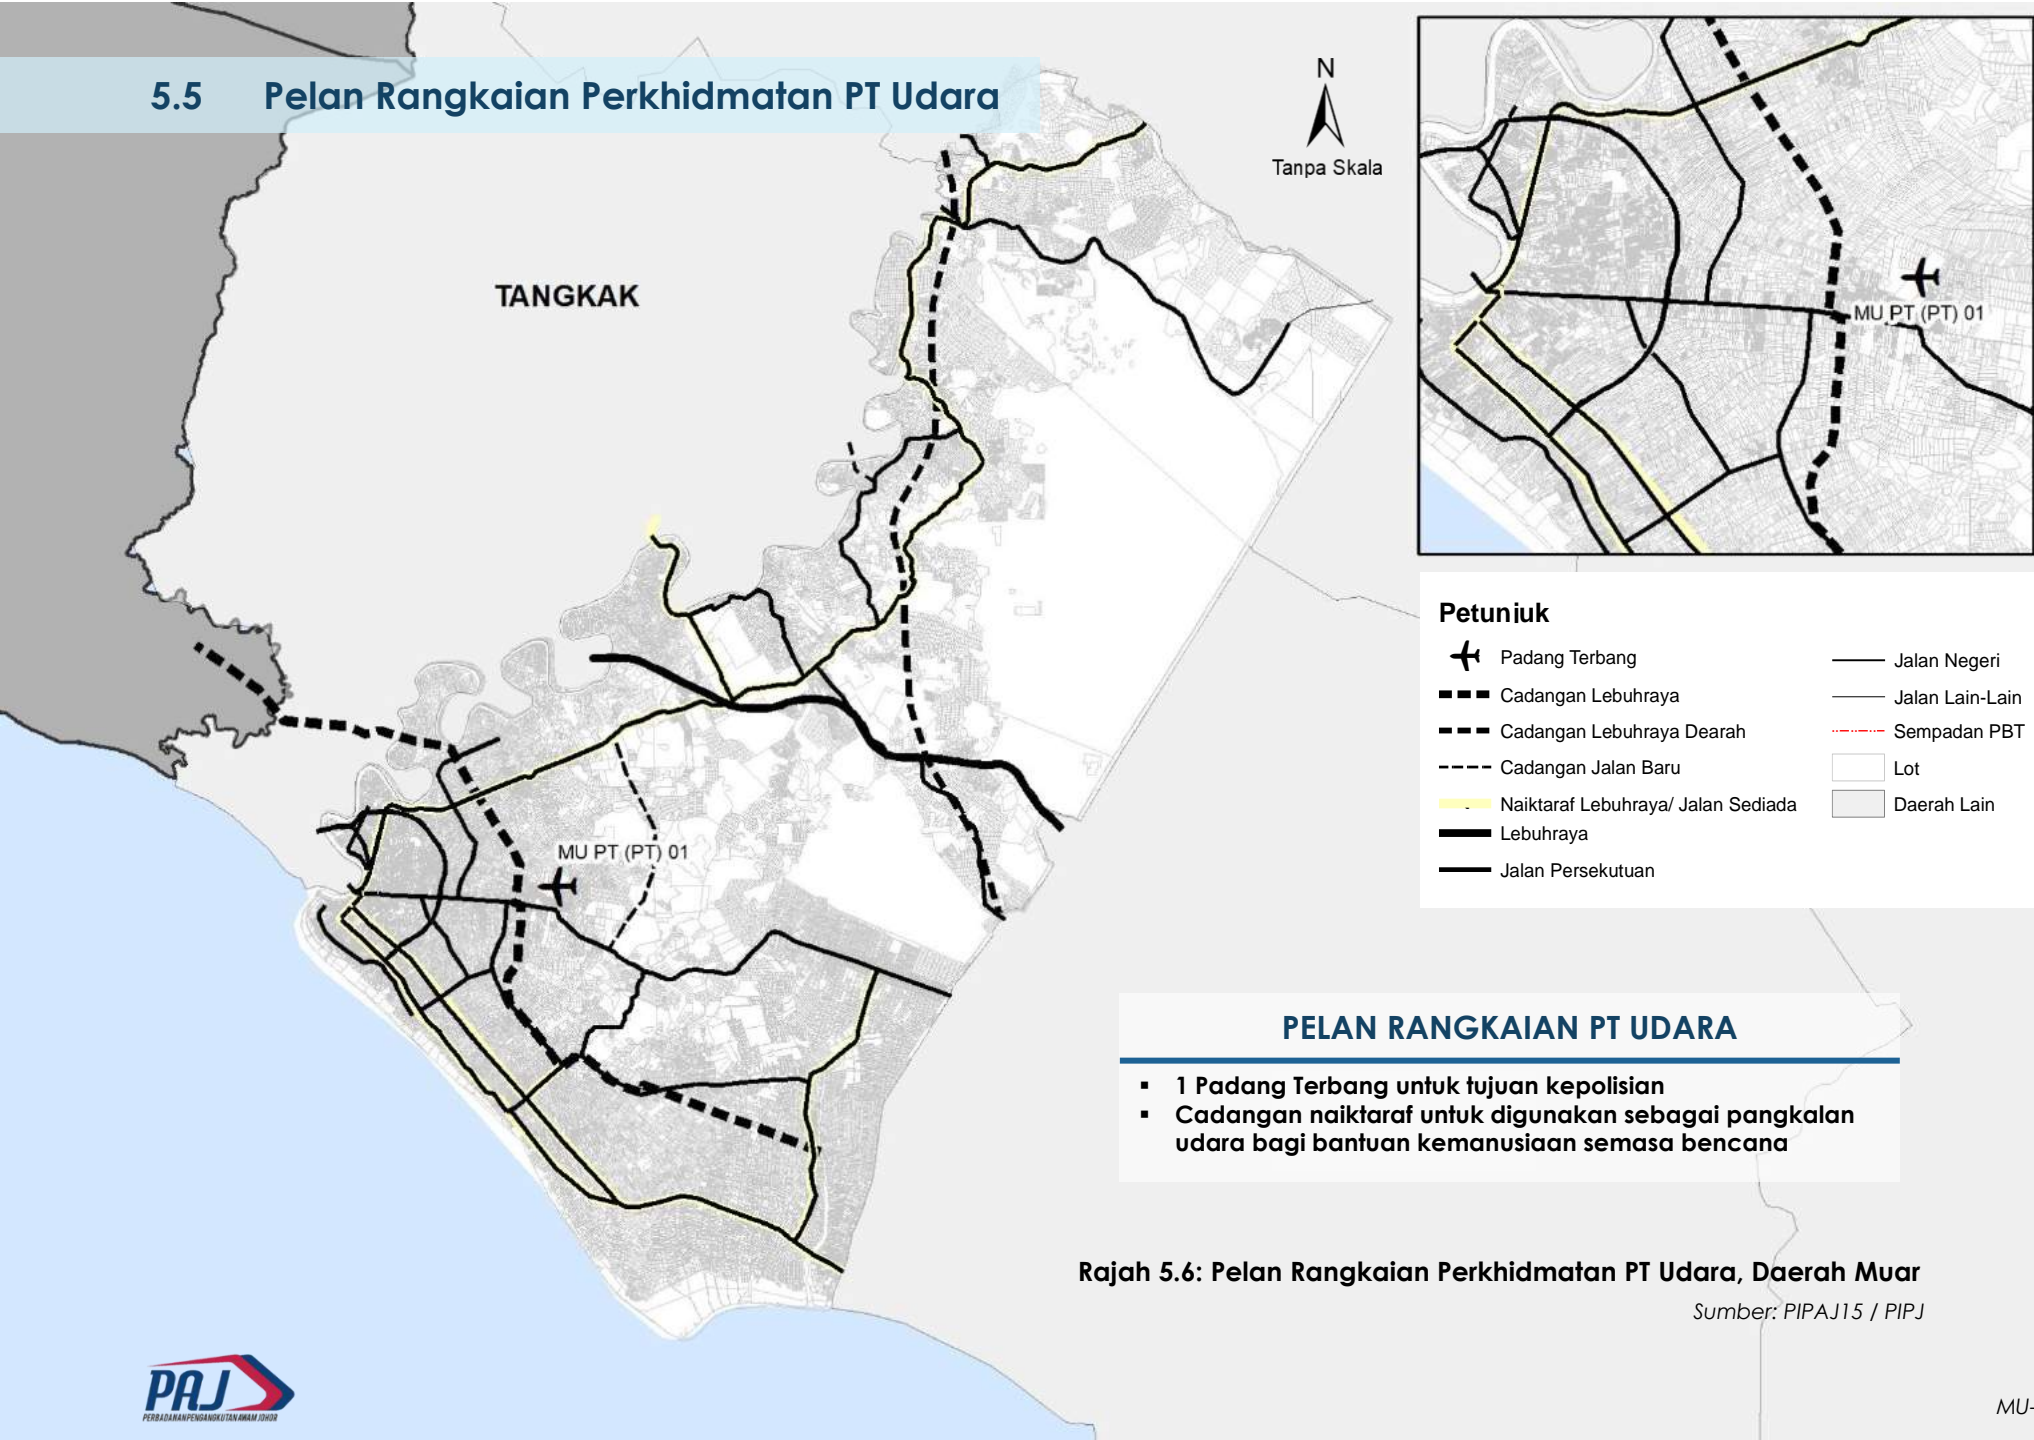 5.5 Pelan Rangkaian Perkhidmatan PT Udara
N
Tanpa Skala
TANGKAK
MU PT (PT) 01
MU PT (PT) 01
Petunjuk
Padang Terbang
Cadangan Lebuhraya
Cadangan Lebuhraya Dearah
Cadangan Jalan Baru
Naiktaraf Lebuhraya/ Jalan Sediada
Lebuhraya
Jalan Persekutuan
Jalan Negeri
Jalan Lain-Lain
Sempadan PBT
Lot
Daerah Lain
PELAN RANGKAIAN PT UDARA
▪ 1 Padang Terbang untuk tujuan kepolisian
▪ Cadangan naiktaraf untuk digunakan sebagai pangkalan
udara bagi bantuan kemanusiaan semasa bencana
Rajah 5.6: Pelan Rangkaian Perkhidmatan PT Udara, Daerah Muar
Sumber: PIPAJ15 / PIPJ
PAJ
PERBADANAN PENGANGKUTAN AWAM JOHOR
MU-